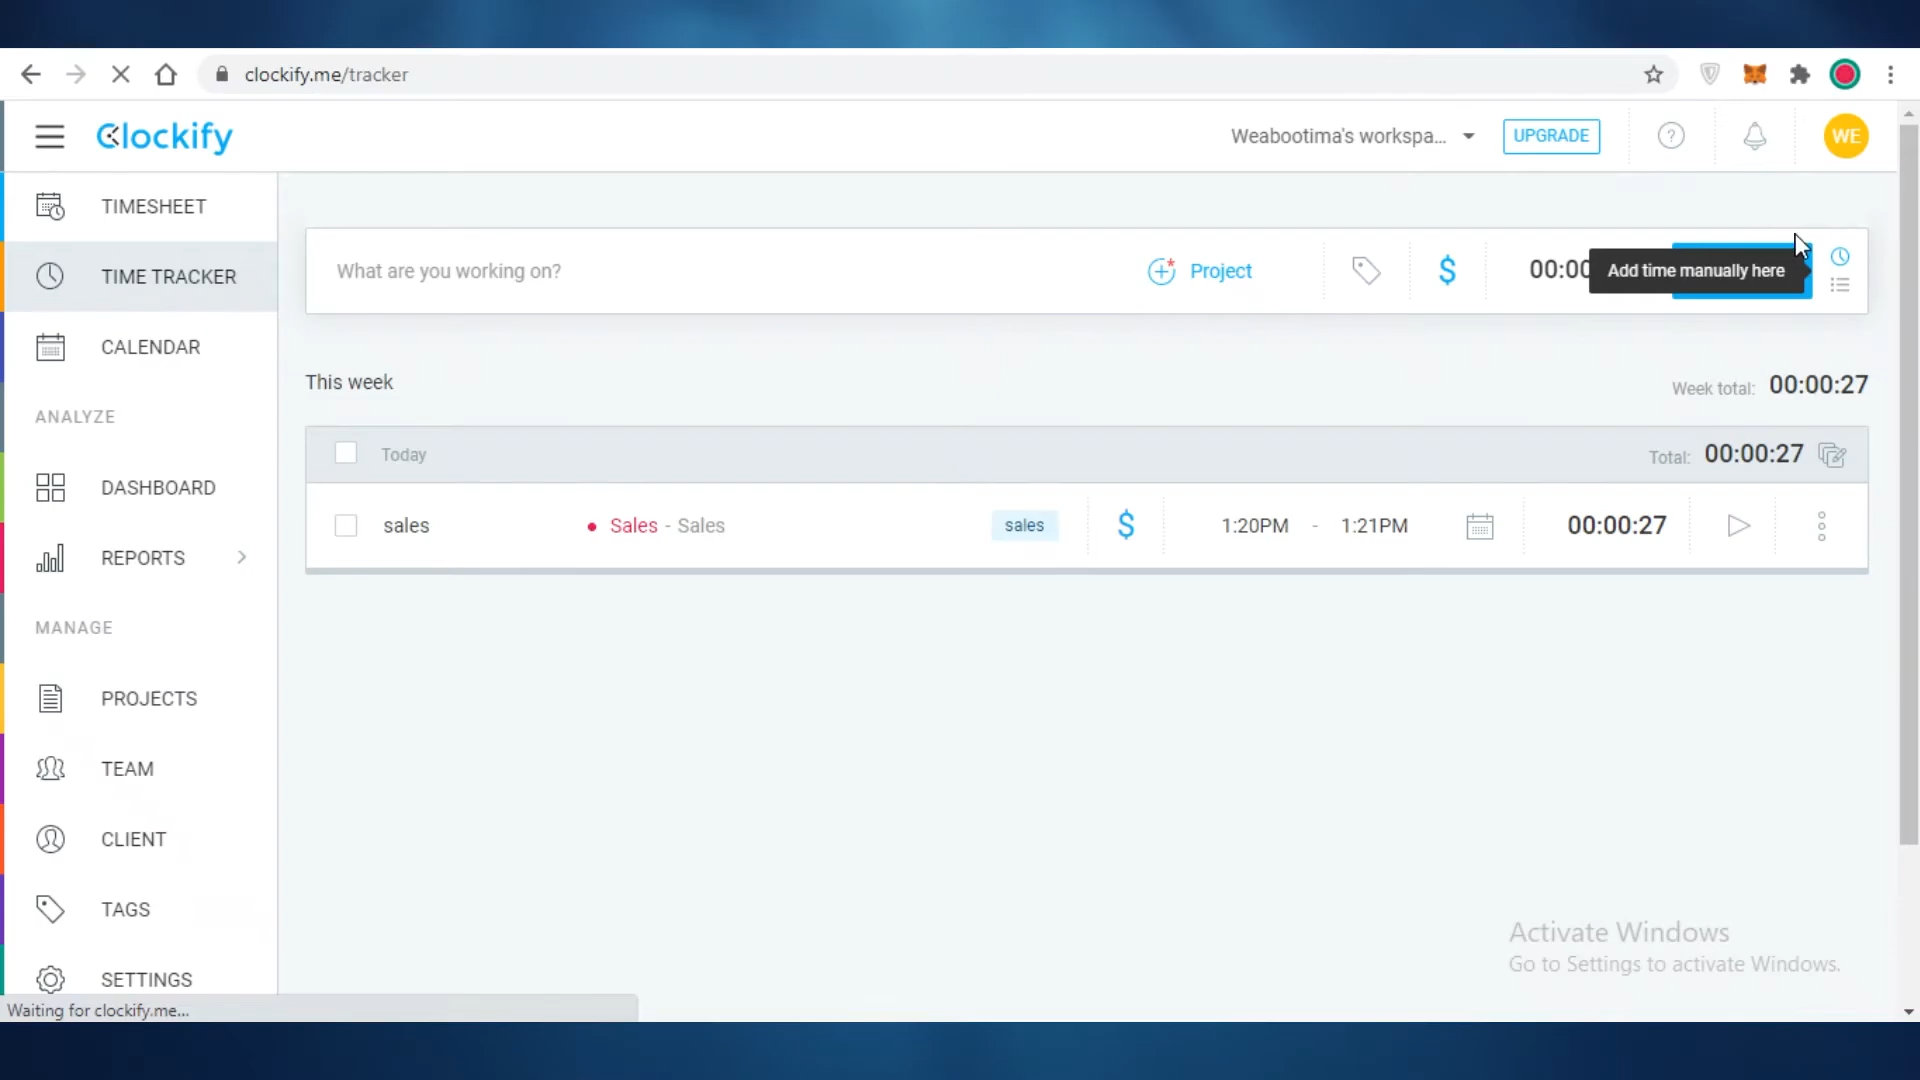 clockify.me/tracker
Clockify
Weabootima's workspa...
UPGRADE
?
WE
TIMESHEET
TIME TRACKER
CALENDAR
ANALYZE
DASHBOARD
REPORTS
MANAGE
PROJECTS
TEAM
CLIENT
TAGS
SETTINGS
What are you working on?
Project
$
00:00
Add time manually here
This week
Week total: 00:00:27
Today
Total: 00:00:27
sales
Sales - Sales
sales
$
1:20PM - 1:21PM
00:00:27
Activate Windows
Go to Settings to activate Windows.
Waiting for clockify.me...